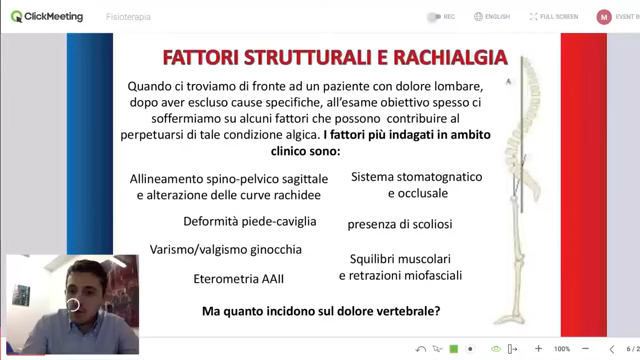 ClickMeeting
Fisioterapia
REC
ENGLISH
FULL SCREEN
M
EVENT B
FATTORI STRUTTURALI E RACHIALGIA
Quando ci troviamo di fronte ad un paziente con dolore lombare,
dopo aver escluso cause specifiche, all'esame obiettivo spesso ci
soffermiamo su alcuni fattori che possono contribuire al
perpetuarsi di tale condizione algica. I fattori più indagati in ambito
clinico sono:
Allineamento spino-pelvico sagittale
e alterazione delle curve rachidee
Sistema stomatognatico
e occlusale
Deformità piede-caviglia
presenza di scoliosi
Varismo/valgismo ginocchia
Squilibri muscolari
e retrazioni miofasciali
Eterometria AAII
Ma quanto incidono sul dolore vertebrale?
A
100%
6 / 2